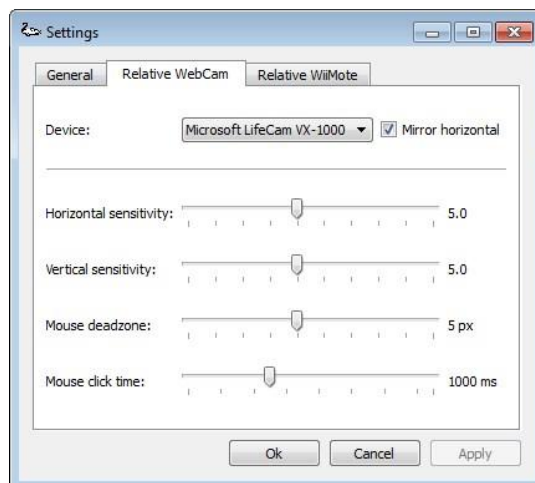 Settings
General Relative WebCam Relative WiiMote
Device: Microsoft LifeCam VX-1000 Mirror horizontal
Horizontal sensitivity: 5.0
Vertical sensitivity: 5.0
Mouse deadzone: 5 px
Mouse click time: 1000 ms
Ok Cancel Apply